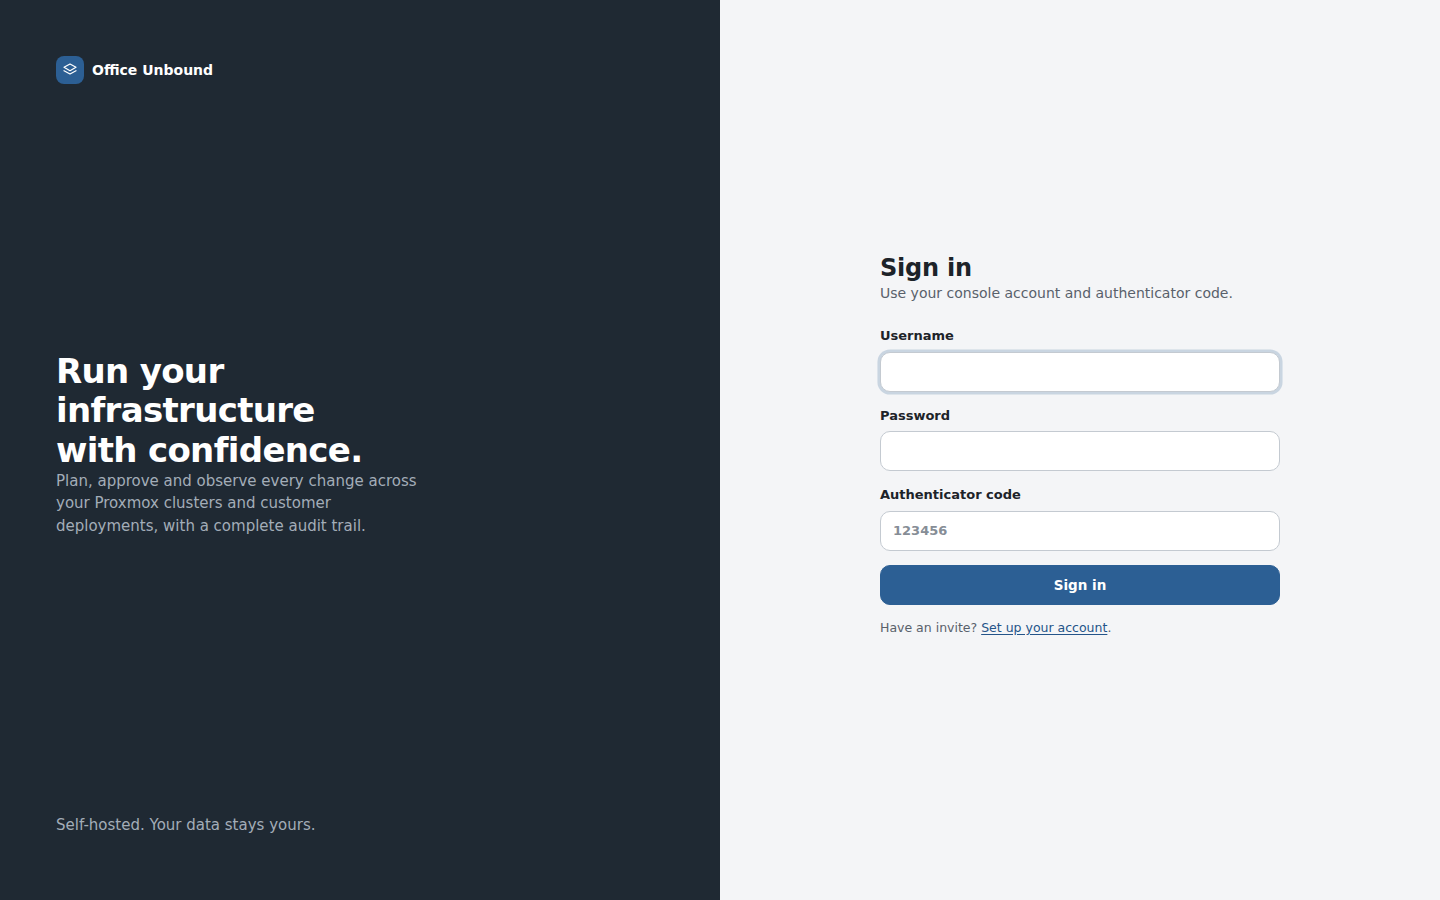 Office Unbound
Run your
infrastructure
with confidence.
Plan, approve and observe every change across
your Proxmox clusters and customer
deployments, with a complete audit trail.
Self-hosted. Your data stays yours.
Sign in
Use your console account and authenticator code.
Username
Password
Authenticator code
123456
Sign in
Have an invite? Set up your account.